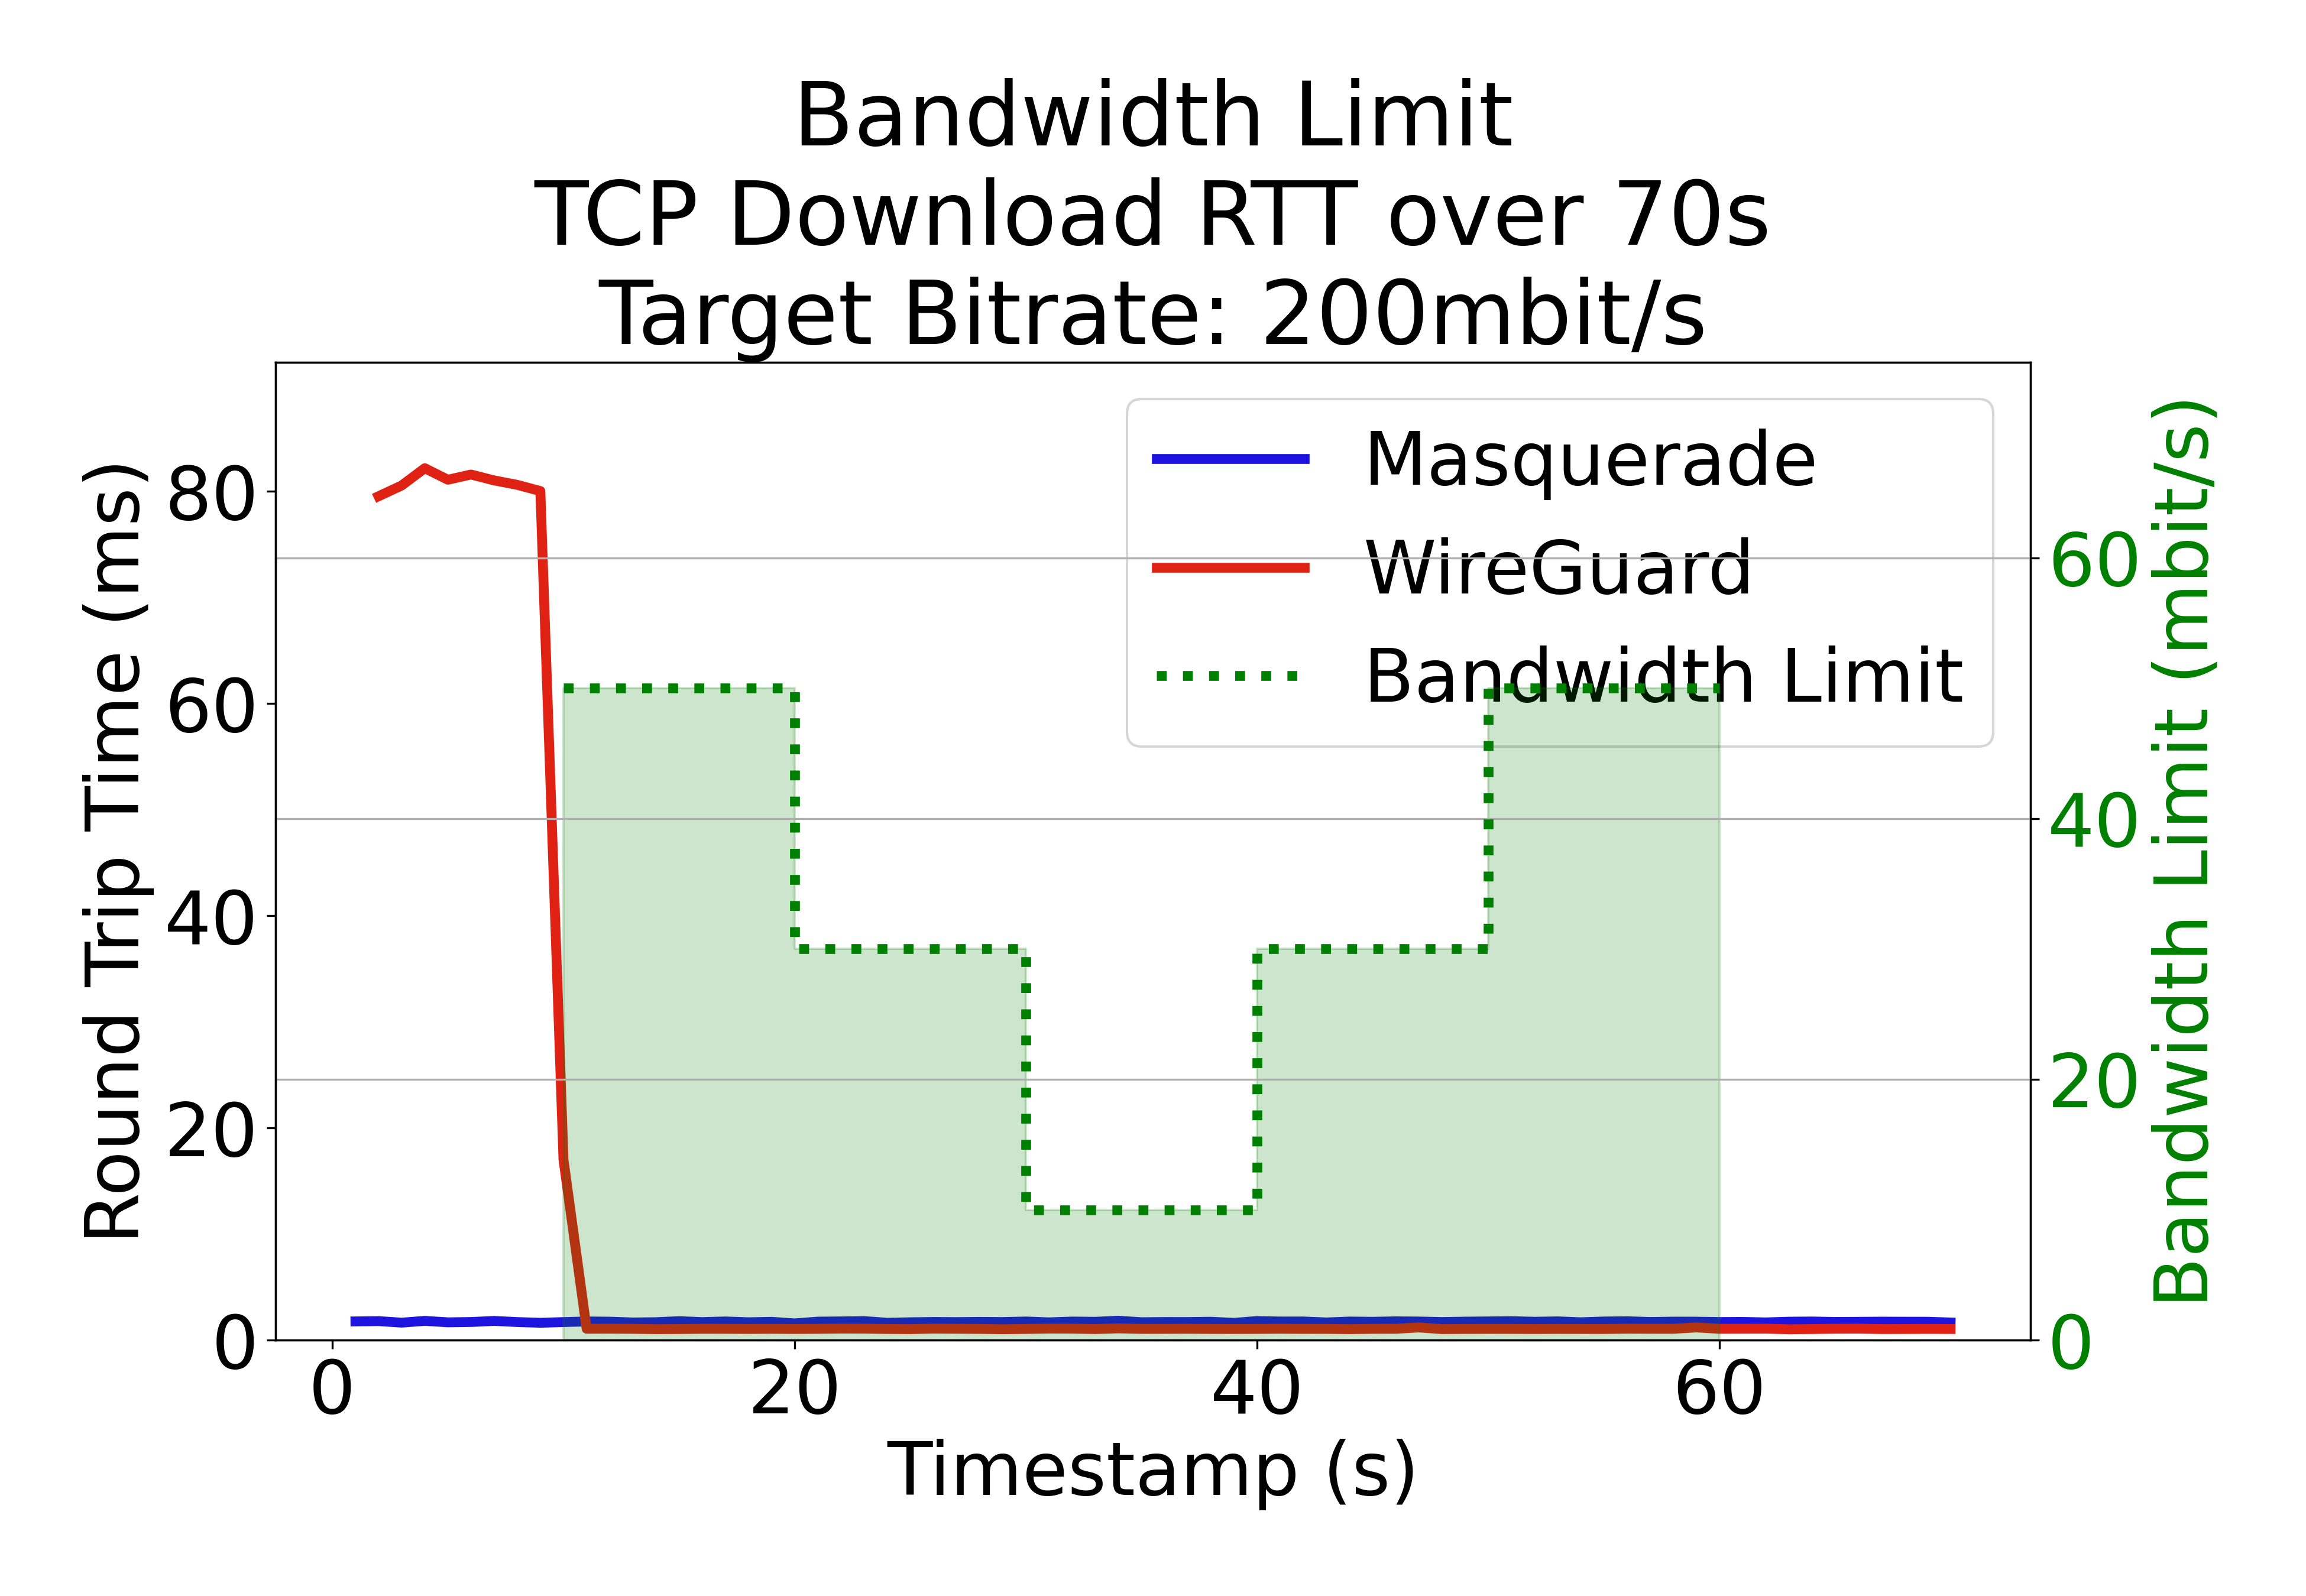 Bandwidth Limit
TCP Download RTT over 70s
Target Bitrate: 200mbit/s
Round Trip Time (ms)
80
60
40
20
0
Masquerade
WireGuard
Bandwidth Limit
60
40
20
0
Bandwidth Limit (mbit/s)
0 20 40 60
Timestamp (s)